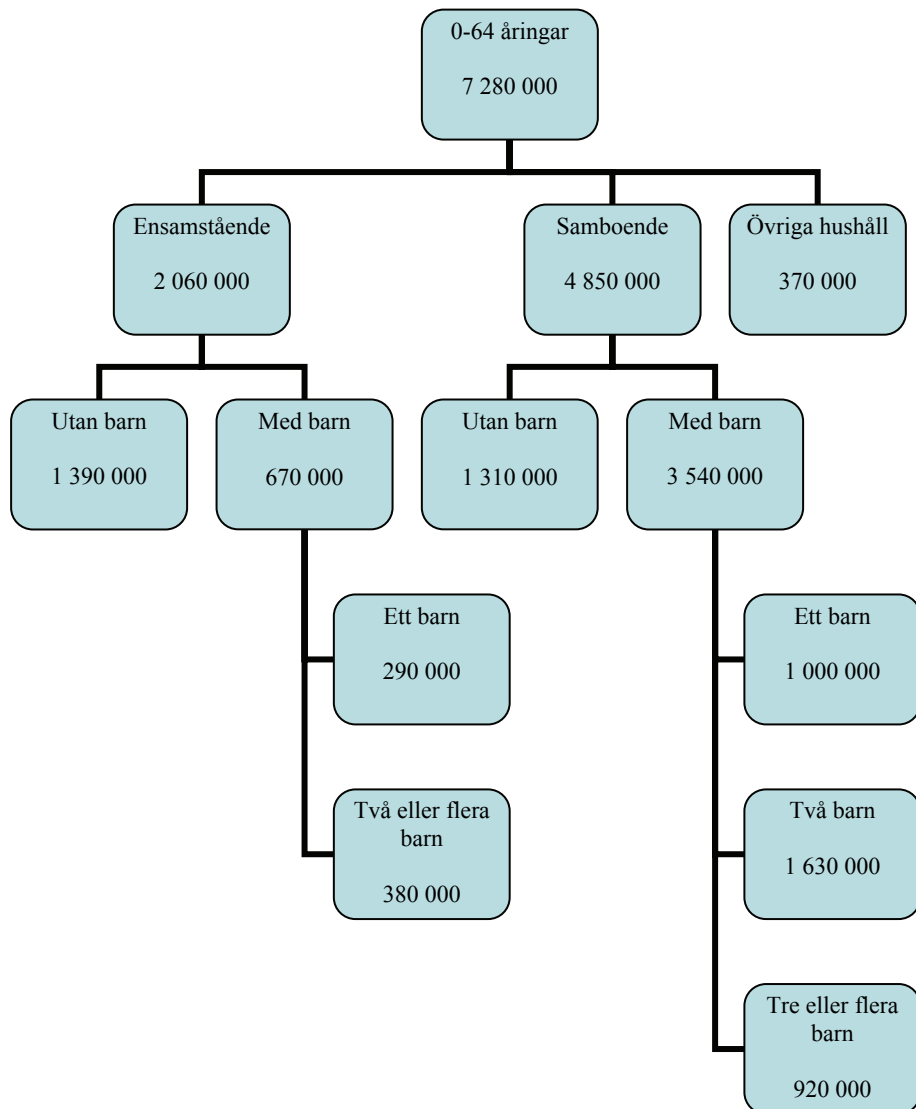 0-64 åringar
7 280 000
Ensamstående
2 060 000
Samboende
4 850 000
Övriga hushåll
370 000
Utan barn
1 390 000
Med barn
670 000
Utan barn
1 310 000
Med barn
3 540 000
Ett barn
290 000
Ett barn
1 000 000
Två eller flera
barn
380 000
Två barn
1 630 000
Tre eller flera
barn
920 000